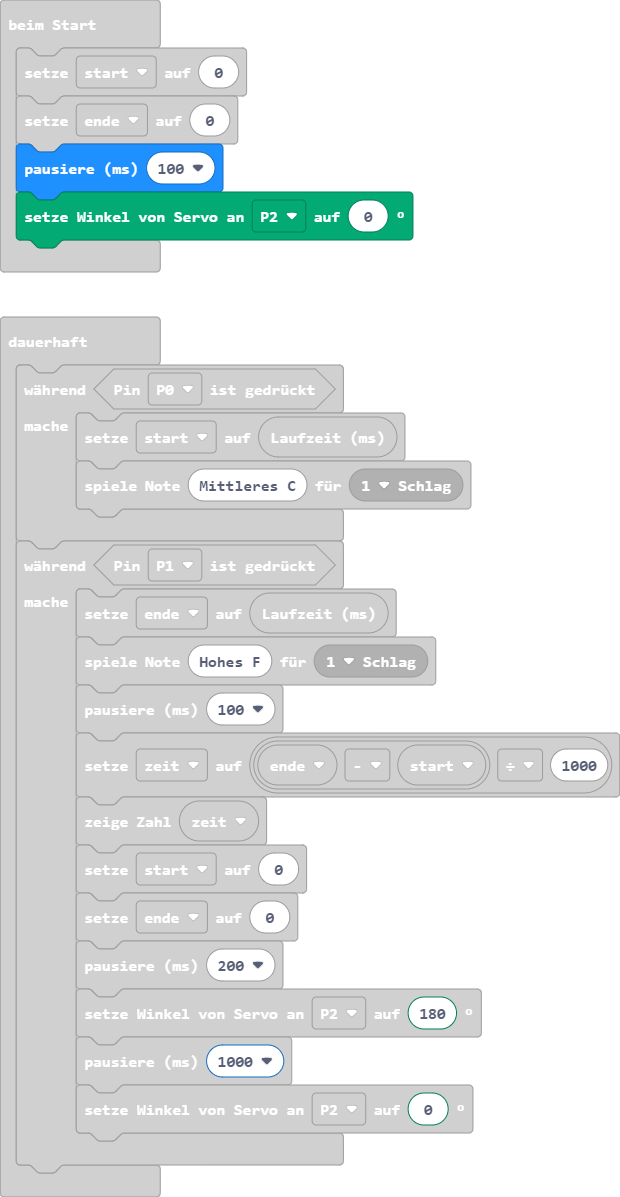 beim Start
setze start auf 0
setze ende auf 0
pausiere (ms) 100
setze Winkel von Servo an P2 auf 0 °
dauerhaft
während Pin P0 ist gedrückt
mache
setze start auf Laufzeit (ms)
spiele Note Mittleres C für 1 Schlag
während Pin P1 ist gedrückt
mache
setze ende auf Laufzeit (ms)
spiele Note Hohes F für 1 Schlag
pausiere (ms) 100
setze zeit auf ende - start ÷ 1000
zeige Zahl zeit
setze start auf 0
setze ende auf 0
pausiere (ms) 200
setze Winkel von Servo an P2 auf 180 °
pausiere (ms) 1000
setze Winkel von Servo an P2 auf 0 °